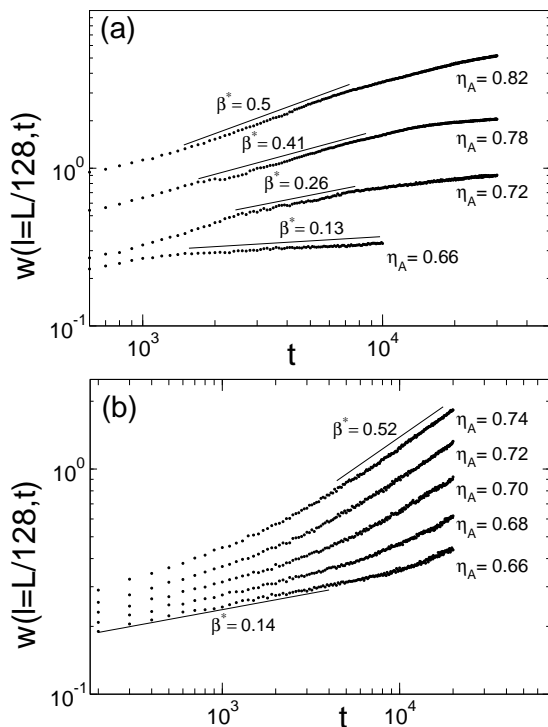 (a)
w(l=L/128,t)
10^0
10^-1
β* = 0.5
η_A = 0.82
β* = 0.41
η_A = 0.78
β* = 0.26
η_A = 0.72
β* = 0.13
η_A = 0.66
10^3
t
10^4
(b)
w(l=L/128,t)
10^0
10^-1
β* = 0.52
η_A = 0.74
η_A = 0.72
η_A = 0.70
η_A = 0.68
η_A = 0.66
β* = 0.14
10^3
t
10^4